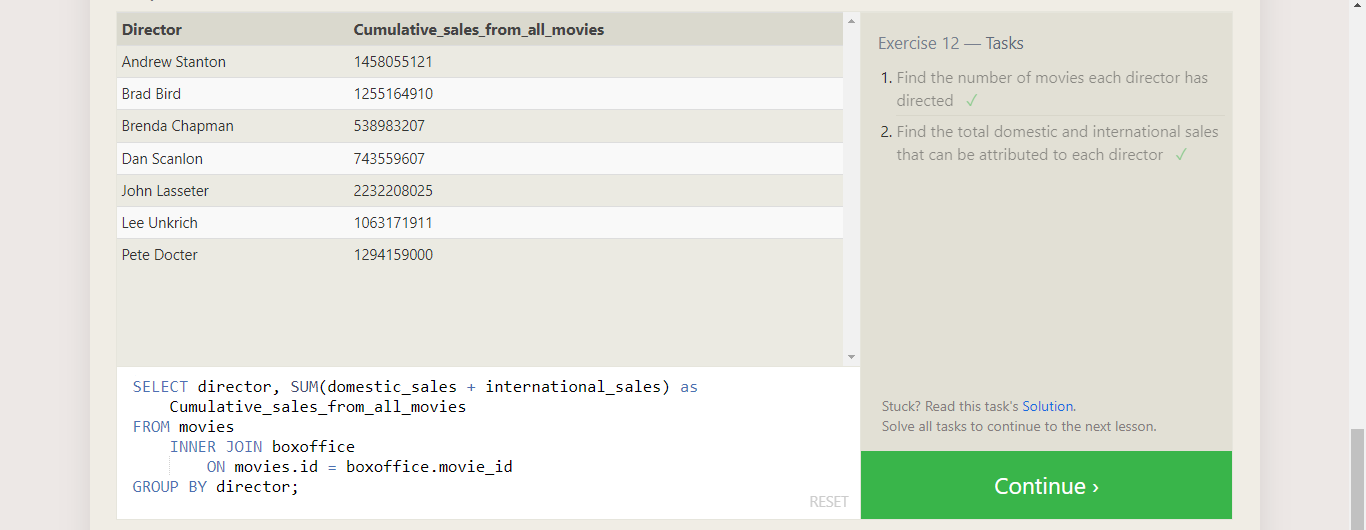 Director Cumulative_sales_from_all_movies
Andrew Stanton 1458055121
Brad Bird 1255164910
Brenda Chapman 538983207
Dan Scanlon 743559607
John Lasseter 2232208025
Lee Unkrich 1063171911
Pete Docter 1294159000
SELECT director, SUM(domestic_sales + international_sales) as
Cumulative_sales_from_all_movies
FROM movies
INNER JOIN boxoffice
ON movies.id = boxoffice.movie_id
GROUP BY director;
RESET
Exercise 12 — Tasks
1. Find the number of movies each director has
directed ✓
2. Find the total domestic and international sales
that can be attributed to each director ✓
Stuck? Read this task's Solution.
Solve all tasks to continue to the next lesson.
Continue ›